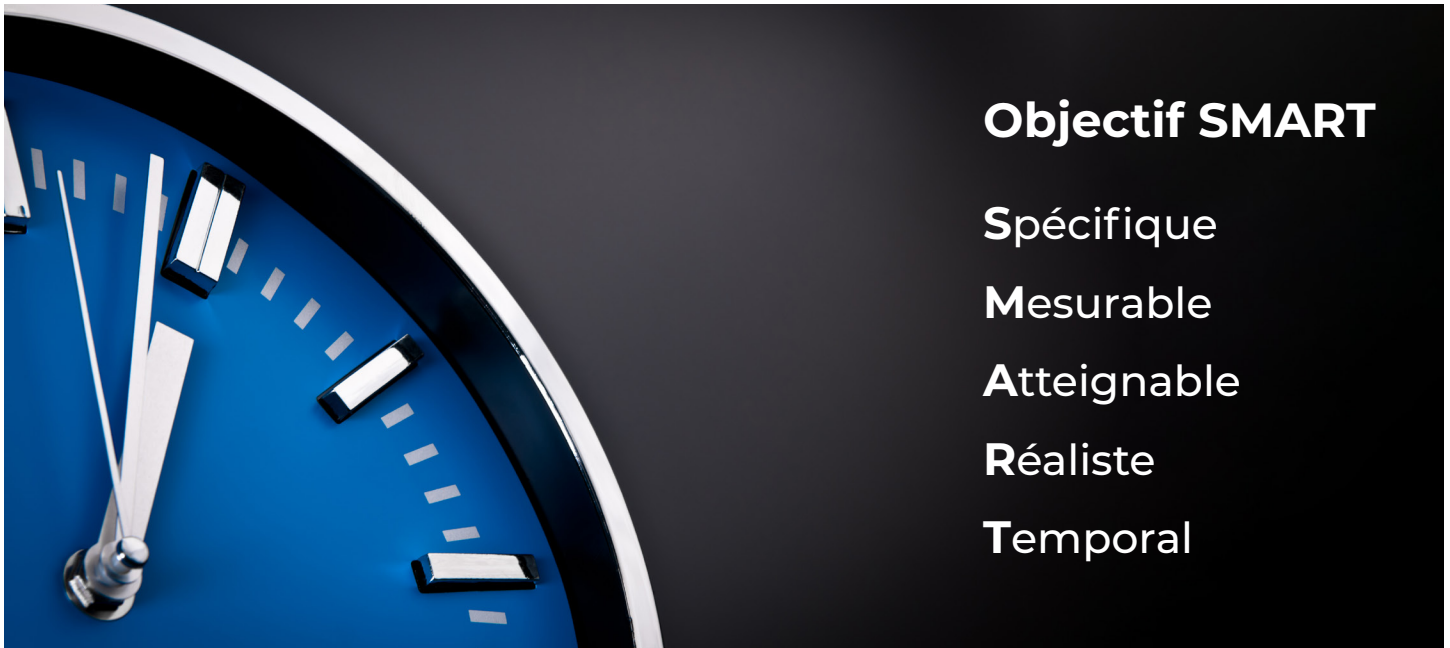 Objectif SMART
Spécifique
Mesurable
Atteignable
Réaliste
Temporal